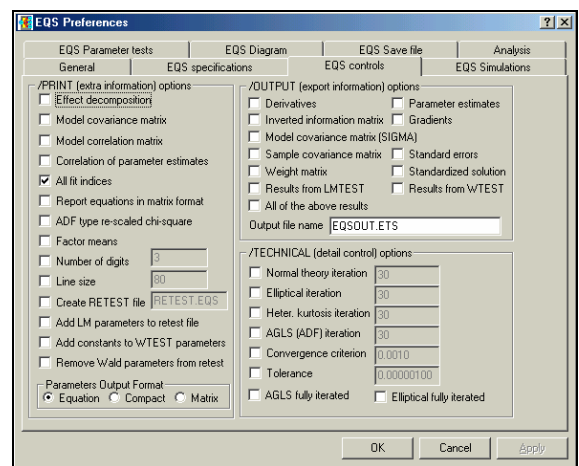 EQS Preferences
EQS Parameter tests
EQS Diagram
EQS Save file
Analysis
General
EQS specifications
EQS controls
EQS Simulations
/PRINT (extra information) options
Effect decomposition
Model covariance matrix
Model correlation matrix
Correlation of parameter estimates
All fit indices
Report equations in matrix format
ADF type re-scaled chi-square
Factor means
Number of digits 3
Line size 80
Create RETEST file RETEST.EQS
Add LM parameters to retest file
Add constants to WTEST parameters
Remove Wald parameters from retest
Parameters Output Format
Equation Compact Matrix
/OUTPUT (export information) options
Derivatives Parameter estimates
Inverted information matrix Gradients
Model covariance matrix (SIGMA)
Sample covariance matrix Standard errors
Weight matrix Standardized solution
Results from LMTEST Results from WTEST
All of the above results
Output file name EQSOUT.ETS
/TECHNICAL (detail control) options
Normal theory iteration 30
Elliptical iteration 30
Heter. kurtosis iteration 30
AGLS (ADF) iteration 30
Convergence criterion 0.0010
Tolerance 0.00000100
AGLS fully iterated Elliptical fully iterated
OK Cancel Apply